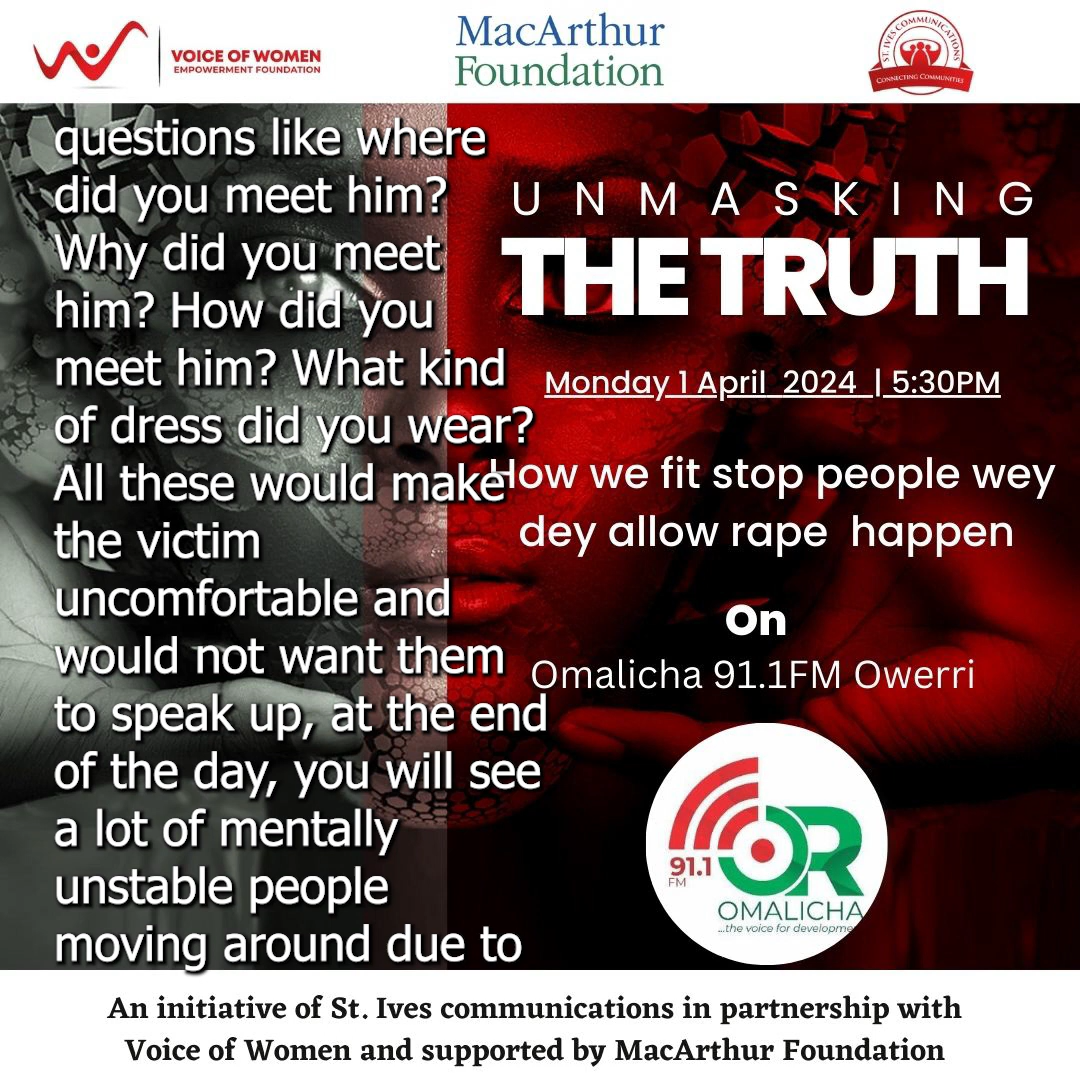 VOICE OF WOMEN
EMPOWERMENT FOUNDATION
MacArthur
Foundation
ST. IVES COMMUNICATIONS
CONNECTING COMMUNITIES
questions like where
did you meet him?
Why did you meet
him? How did you
meet him? What kind
of dress did you wear?
All these would make
the victim
uncomfortable and
would not want them
to speak up, at the end
of the day, you will see
a lot of mentally
unstable people
moving around due to
UNMASKING
THE TRUTH
Monday 1 April 2024 | 5:30PM
How we fit stop people wey
dey allow rape happen
On
Omalicha 91.1FM Owerri
91.1
FM
OR
OMALICHA
...the voice for developme
An initiative of St. Ives communications in partnership with
Voice of Women and supported by MacArthur Foundation